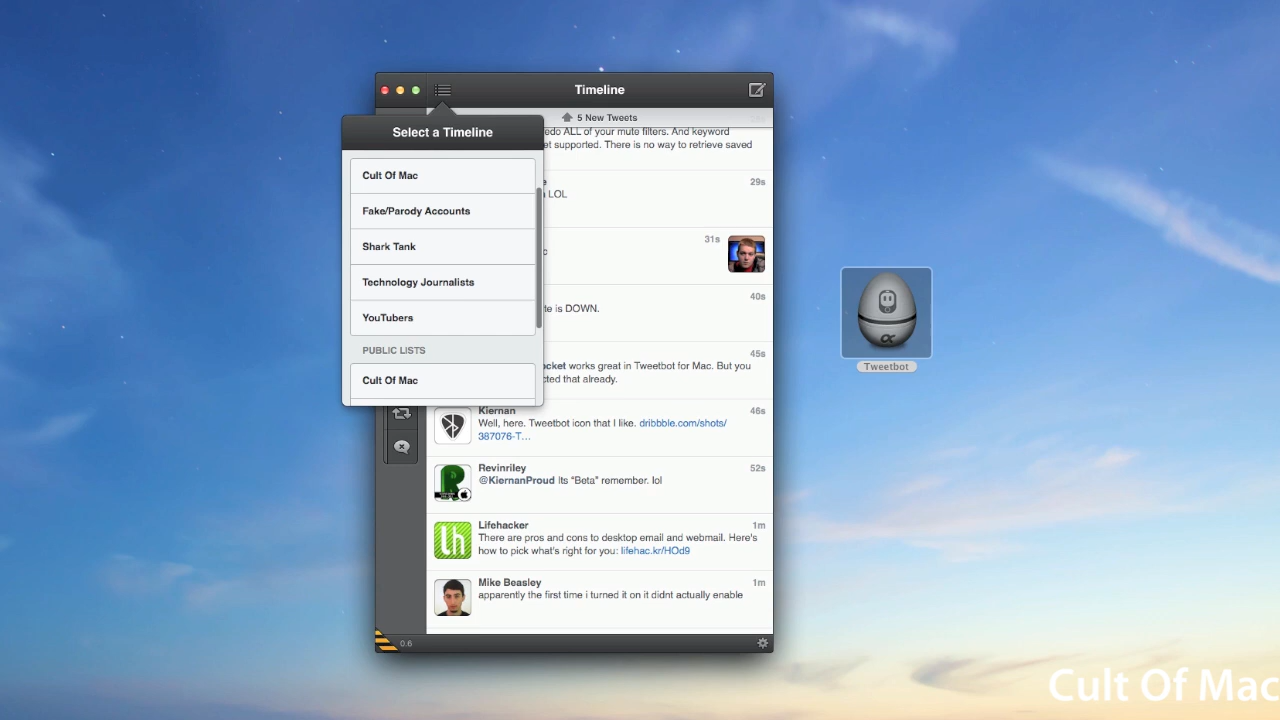 Timeline
5 New Tweets
Select a Timeline
Cult Of Mac
Fake/Parody Accounts
Shark Tank
Technology Journalists
YouTubers
PUBLIC LISTS
Cult Of Mac
edo ALL of your mute filters. And keyword
et supported. There is no way to retrieve saved
29s
LOL
31s
40s
te is DOWN.
45s
ocket works great in Tweetbot for Mac. But you
cted that already.
Kiernan
46s
Well, here. Tweetbot icon that I like. dribbble.com/shots/
387076-T…
Revinriley
52s
@KiernanProud Its “Beta” remember. lol
Lifehacker
1m
There are pros and cons to desktop email and webmail. Here's
how to pick what's right for you: lifehac.kr/HOd9
Mike Beasley
1m
apparently the first time i turned it on it didnt actually enable
0.6
Tweetbot
Cult Of Mac